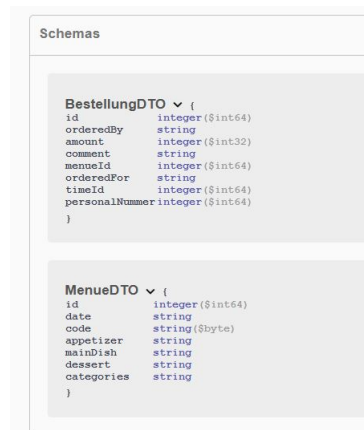 Schemas
BestellungDTO {
id integer($int64)
orderedBy string
amount integer($int32)
comment string
menueId integer($int64)
orderedFor string
timeId integer($int64)
personalNummer integer($int64)
}
MenueDTO {
id integer($int64)
date string
code string($byte)
appetizer string
mainDish string
dessert string
categories string
}